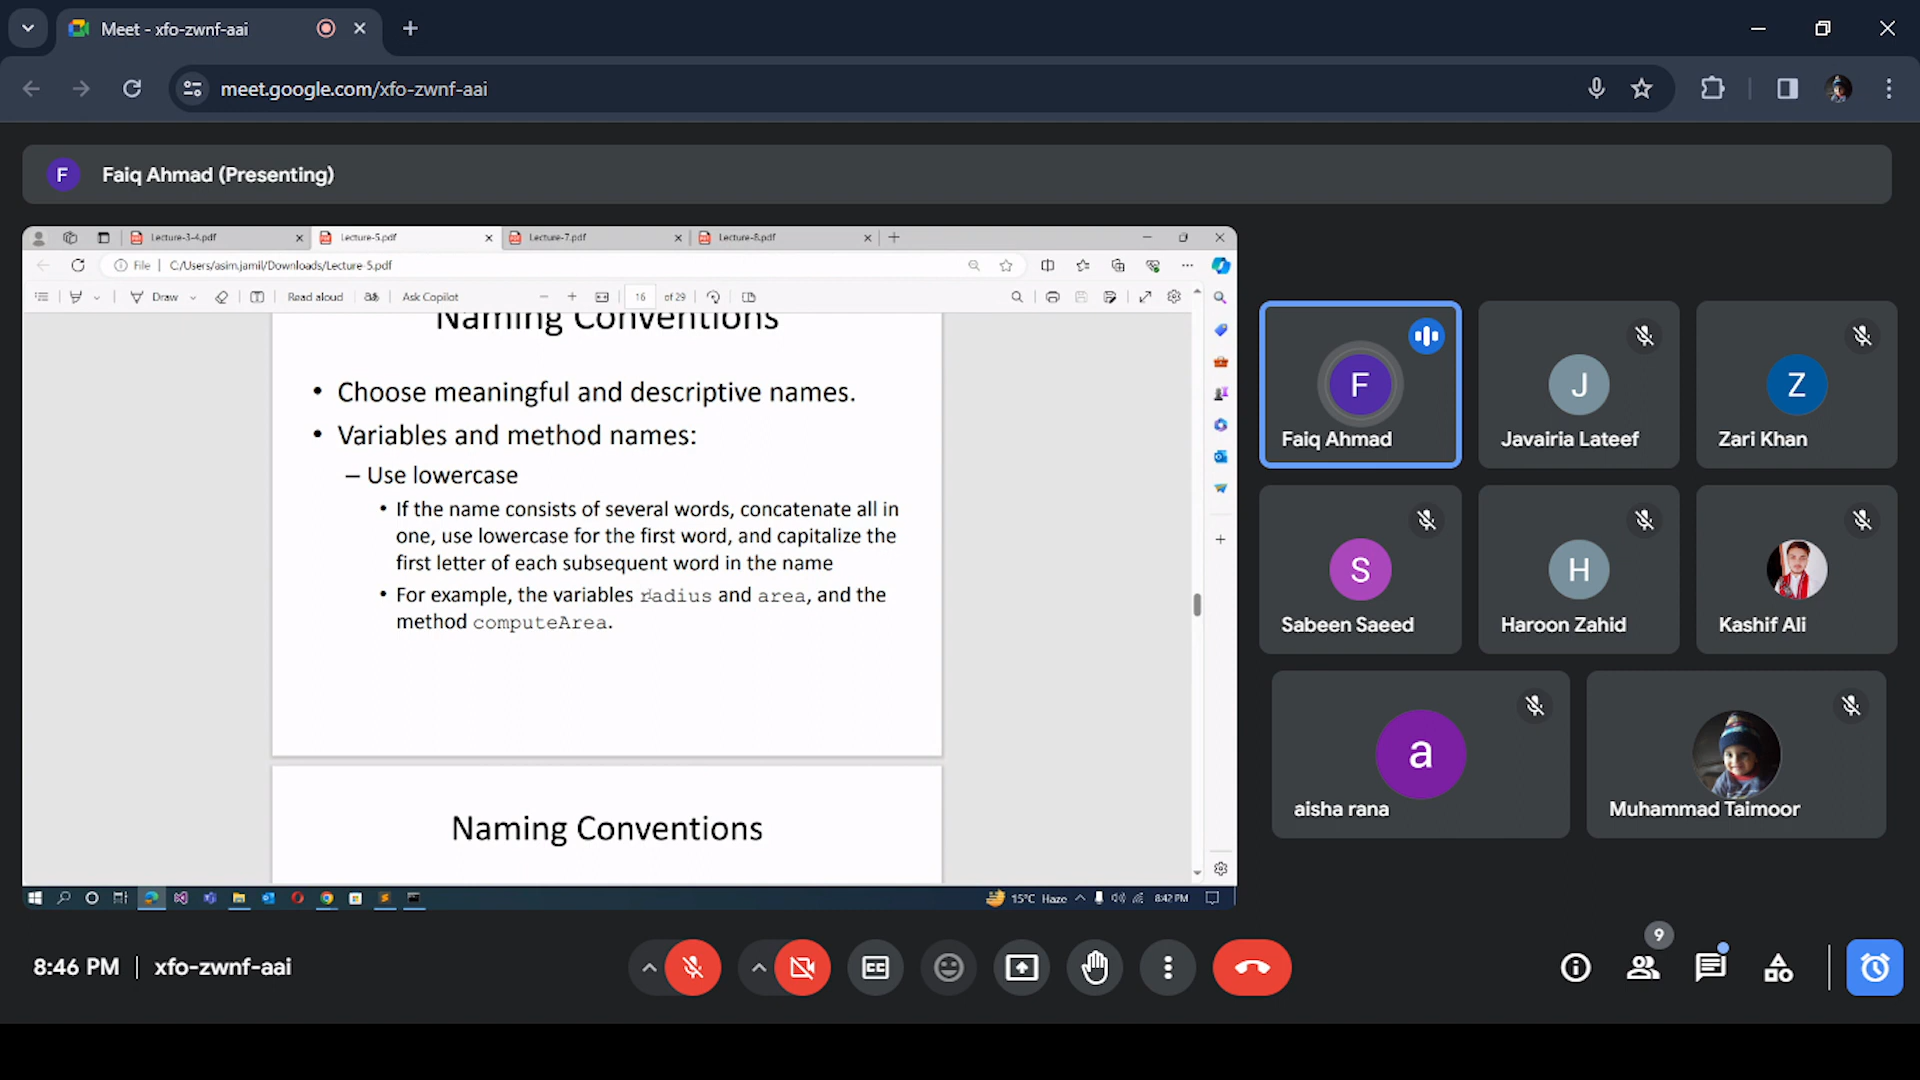 Meet - xfo-zwnf-aai
meet.google.com/xfo-zwnf-aai
F Faiq Ahmad (Presenting)
Lecture-3-4.pdf
Lecture-5.pdf
Lecture-7.pdf
Lecture-8.pdf
File | C:/Users/asim.jamil/Downloads/Lecture-5.pdf
Draw
Read aloud
aあ
Ask Copilot
16 of 29
Naming Conventions
• Choose meaningful and descriptive names.
• Variables and method names:
– Use lowercase
• If the name consists of several words, concatenate all in
one, use lowercase for the first word, and capitalize the
first letter of each subsequent word in the name
• For example, the variables radius and area, and the
method computeArea.
Naming Conventions
15°C Haze
8:42 PM
F
Faiq Ahmad
J
Javairia Lateef
Z
Zari Khan
S
Sabeen Saeed
H
Haroon Zahid
Kashif Ali
a
aisha rana
Muhammad Taimoor
8:46 PM | xfo-zwnf-aai
CC
9